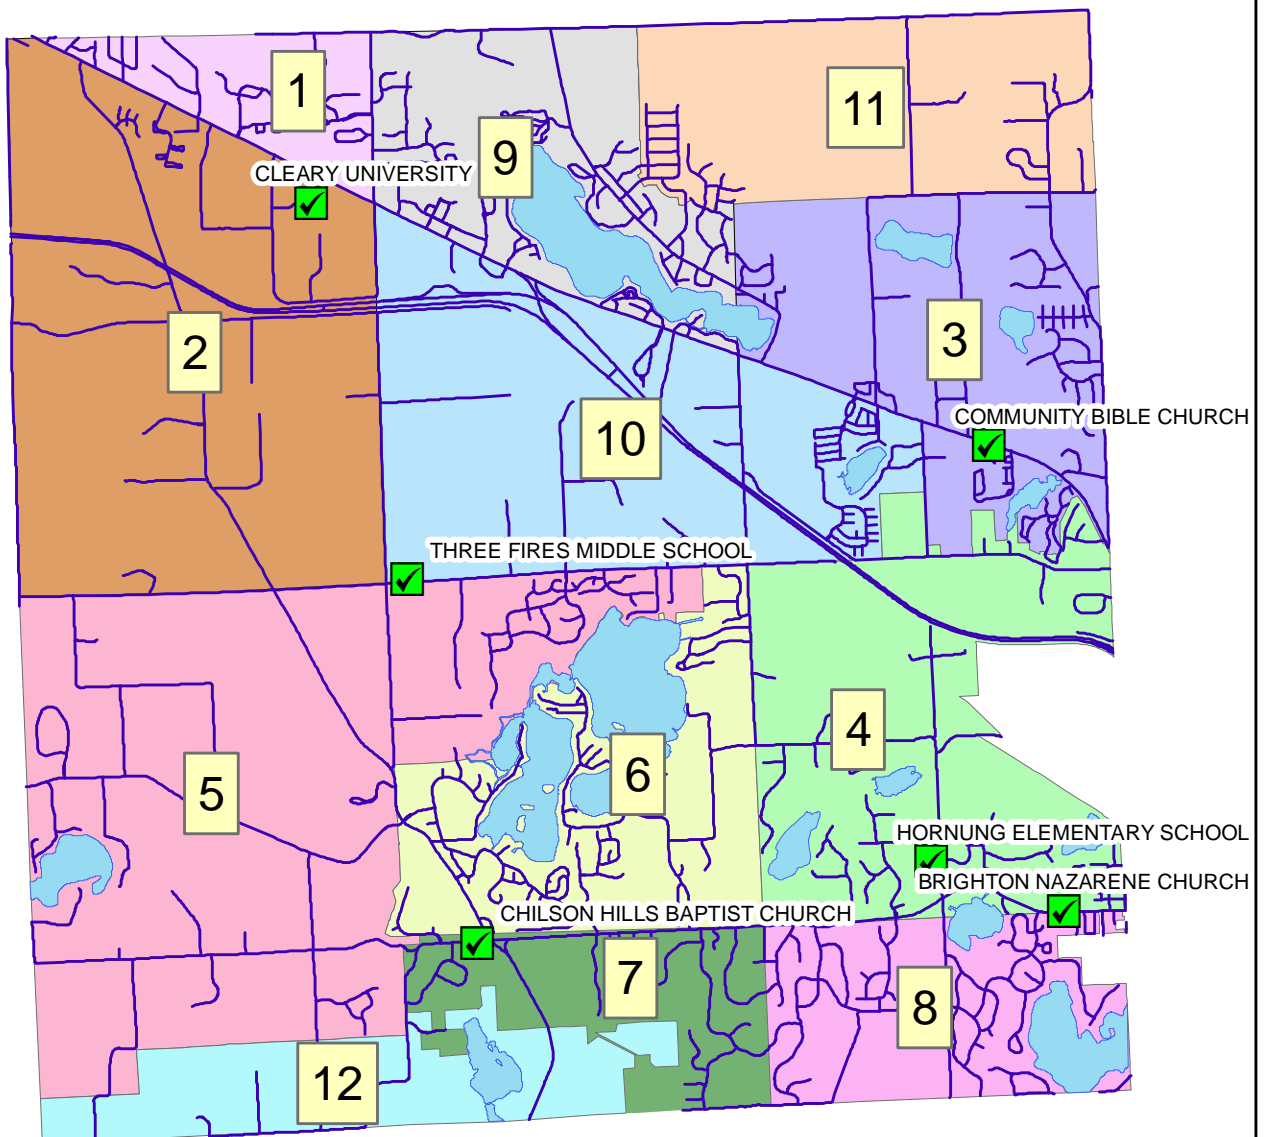 1
11
9
CLEARY UNIVERSITY
2
3
COMMUNITY BIBLE CHURCH
10
THREE FIRES MIDDLE SCHOOL
4
6
5
HORNUNG ELEMENTARY SCHOOL
BRIGHTON NAZARENE CHURCH
CHILSON HILLS BAPTIST CHURCH
7
8
12